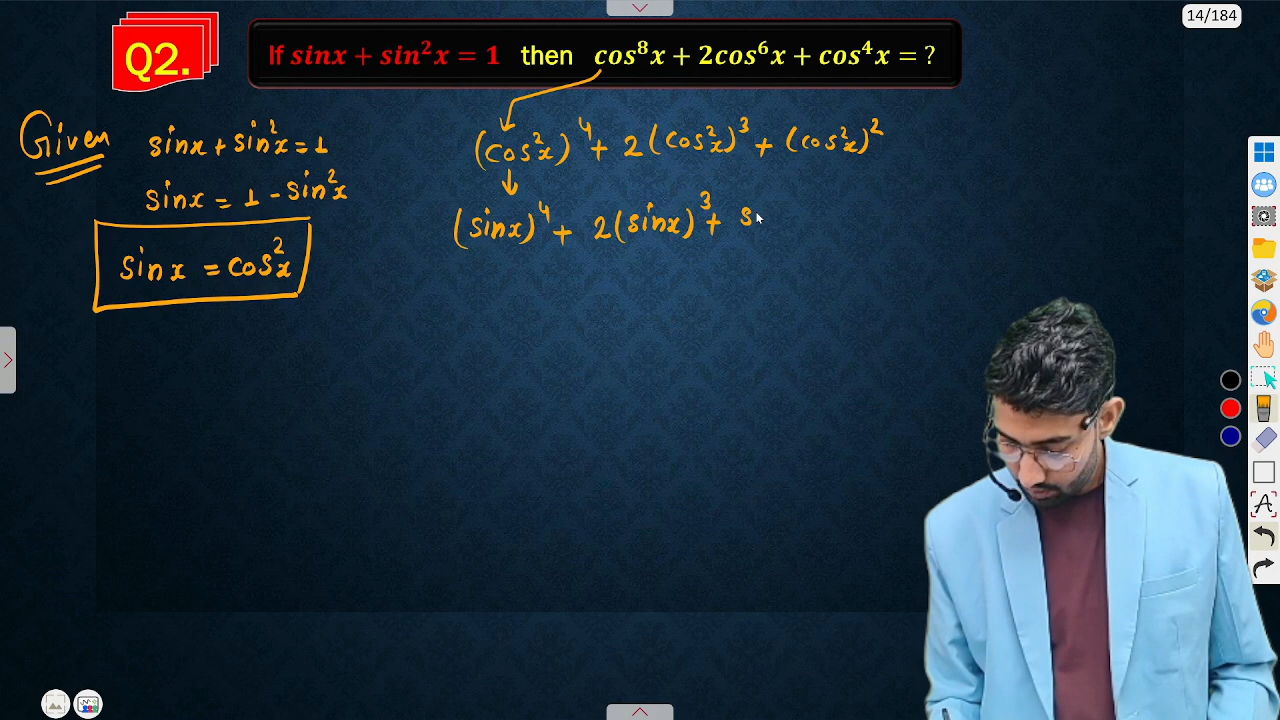 14/184
Q2.
If sinx + sin²x = 1 then cos⁸x + 2cos⁶x + cos⁴x = ?
Given
sinx + sin²x = 1
sinx = 1 - sin²x
sinx = cos²x
(cos²x)⁴ + 2(cos²x)³ + (cos²x)²
(sinx)⁴ + 2(sinx)³ + s